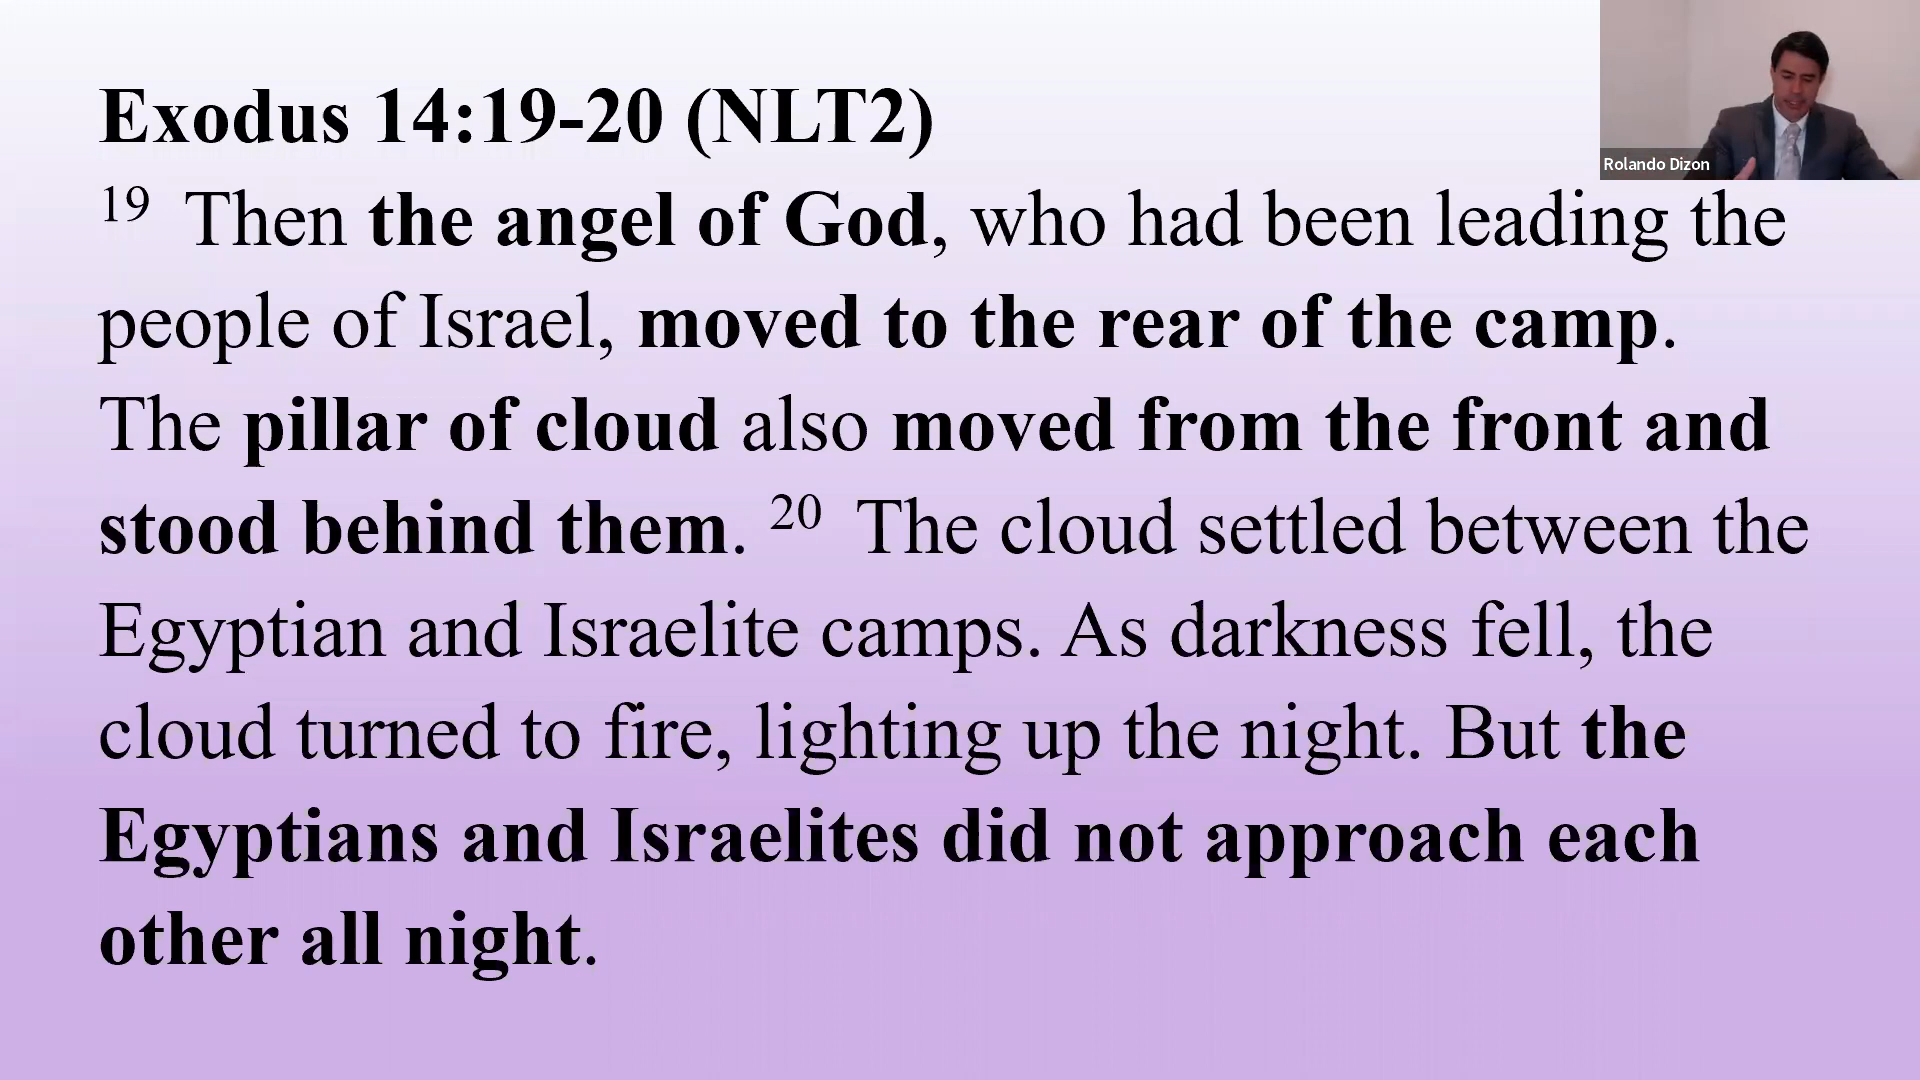 Exodus 14:19-20 (NLT2)
Rolando Dizon
19 Then the angel of God, who had been leading the
people of Israel, moved to the rear of the camp.
The pillar of cloud also moved from the front and
stood behind them. 20 The cloud settled between the
Egyptian and Israelite camps. As darkness fell, the
cloud turned to fire, lighting up the night. But the
Egyptians and Israelites did not approach each
other all night.